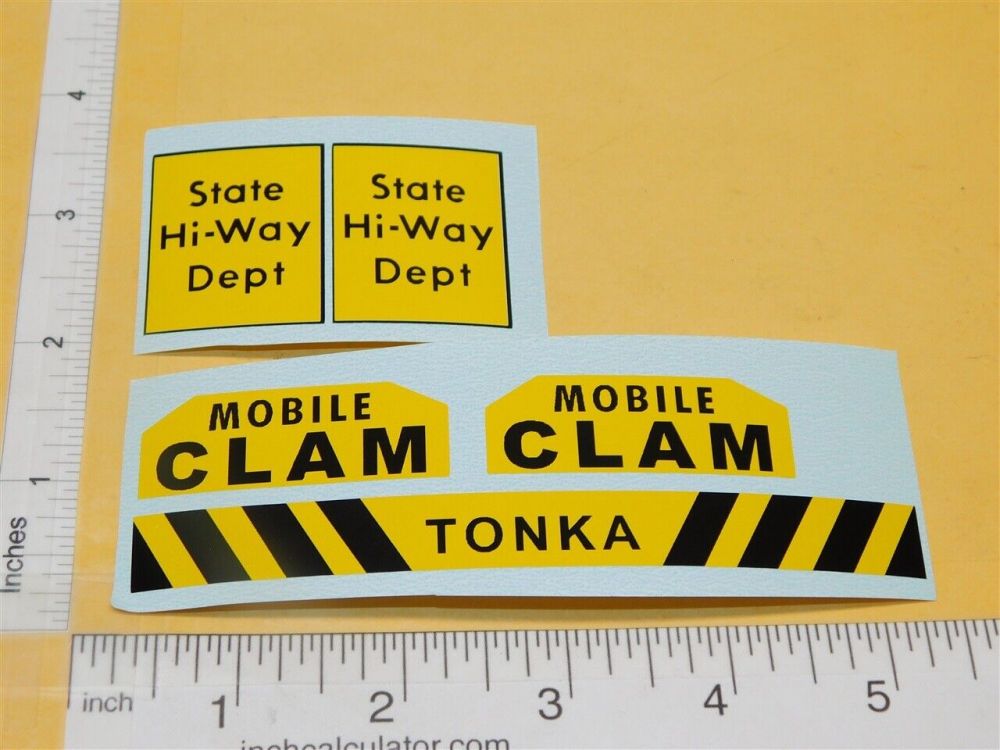 State
Hi-Way
Dept
State
Hi-Way
Dept
MOBILE
CLAM
MOBILE
CLAM
TONKA
4
3
2
1
Inches
inch
1
2
3
4
5
inchcalculator.com